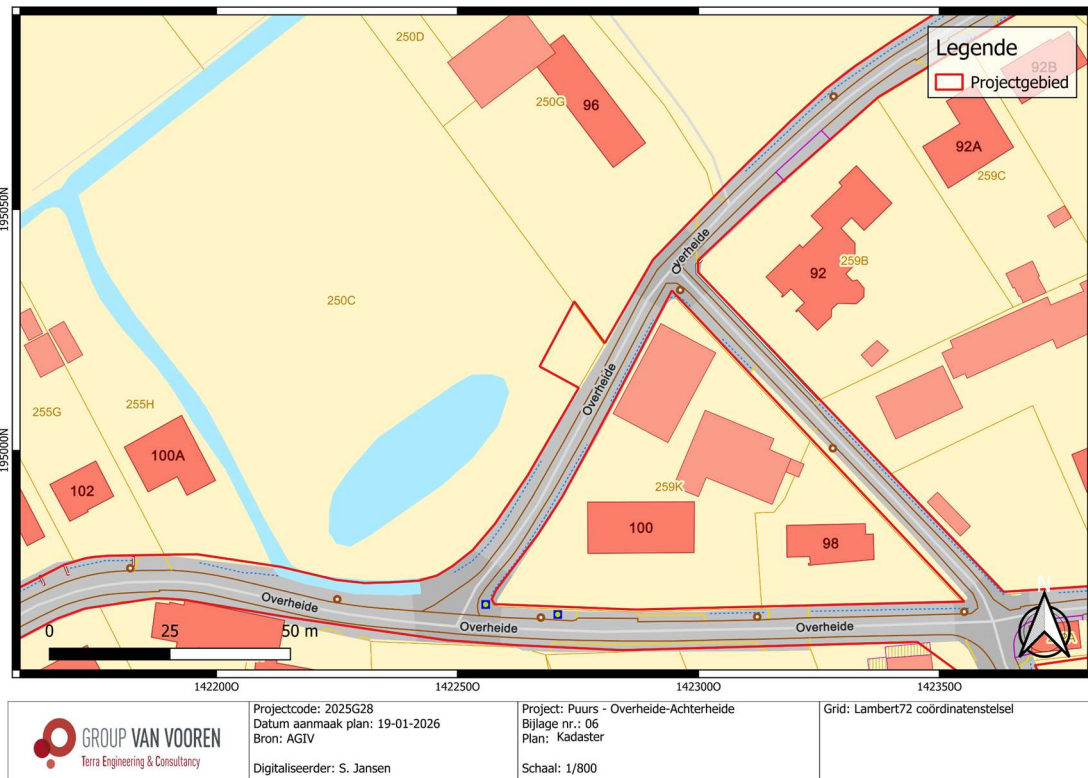 250D
250G
96
92B
Legende
Projectgebied
92A
259C
195050N
Overheide
92
259B
250C
255G
255H
Overheide
195000N
100A
102
259K
100
98
Overheide
Overheide
Overheide
N
0 25 50 m
1422000 1422500 1423000 1423500
GROUP VAN VOOREN
Terra Engineering & Consultancy
Projectcode: 2025G28
Datum aanmaak plan: 19-01-2026
Bron: AGIV
Digitaliseerder: S. Jansen
Project: Puurs - Overheide-Achterheide
Bijlage nr.: 06
Plan: Kadaster
Schaal: 1/800
Grid: Lambert72 coördinatenstelsel